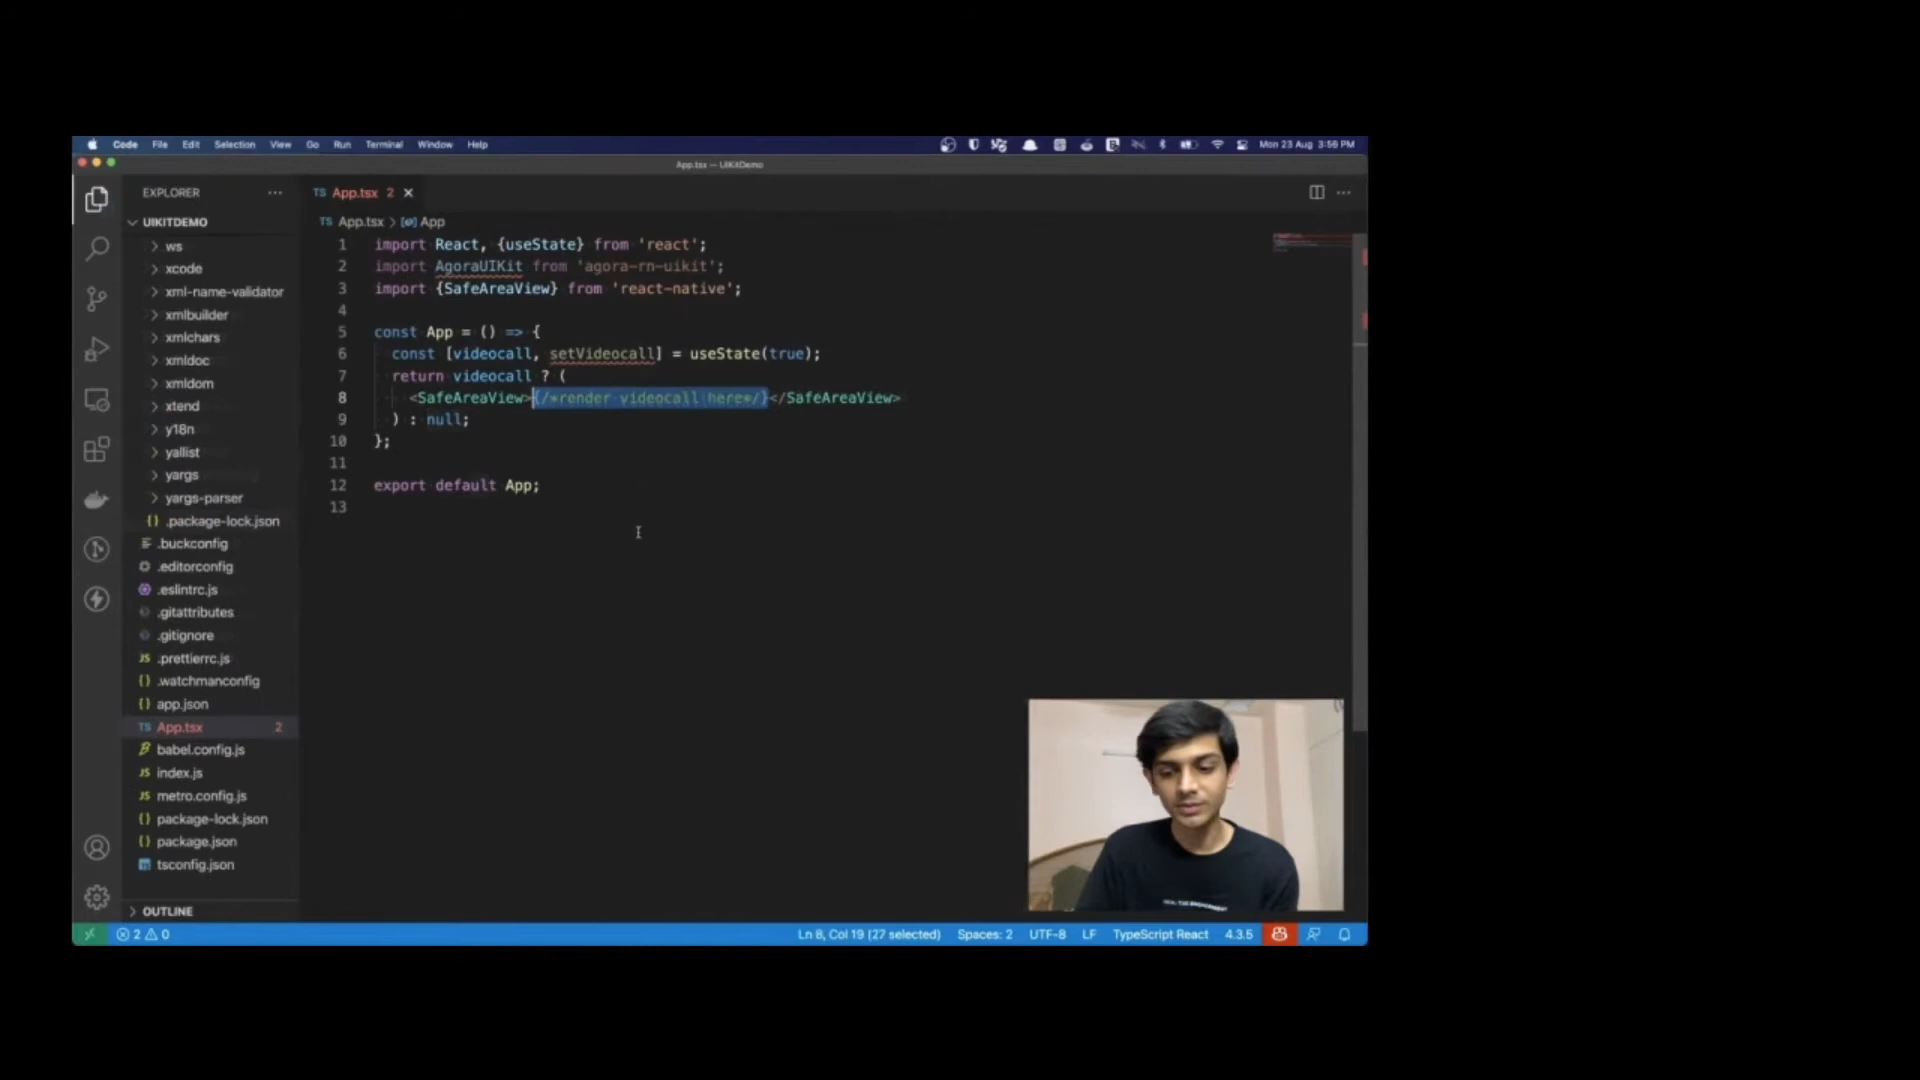 Code File Edit Selection View Go Run Terminal Window Help Mon 23 Aug 3:56 PM
App.tsx — UIKitDemo
EXPLORER
TS App.tsx 2
UIKITDEMO
TS App.tsx > App
ws
xcode
xml-name-validator
xmlbuilder
xmlchars
xmldoc
xmldom
xtend
y18n
yallist
yargs
yargs-parser
{} .package-lock.json
.buckconfig
.editorconfig
.eslintrc.js
.gitattributes
.gitignore
JS .prettierrc.js
{} .watchmanconfig
{} app.json
TS App.tsx 2
babel.config.js
JS index.js
JS metro.config.js
{} package-lock.json
{} package.json
tsconfig.json
OUTLINE
1 import React, {useState} from 'react';
2 import AgoraUIKit from 'agora-rn-uikit';
3 import {SafeAreaView} from 'react-native';
4
5 const App = () => {
6 const [videocall, setVideocall] = useState(true);
7 return videocall ? (
8 <SafeAreaView>{/*render videocall here*/}</SafeAreaView>
9 ) : null;
10 };
11
12 export default App;
13
2 0 Ln 8, Col 19 (27 selected) Spaces: 2 UTF-8 LF TypeScript React 4.3.5